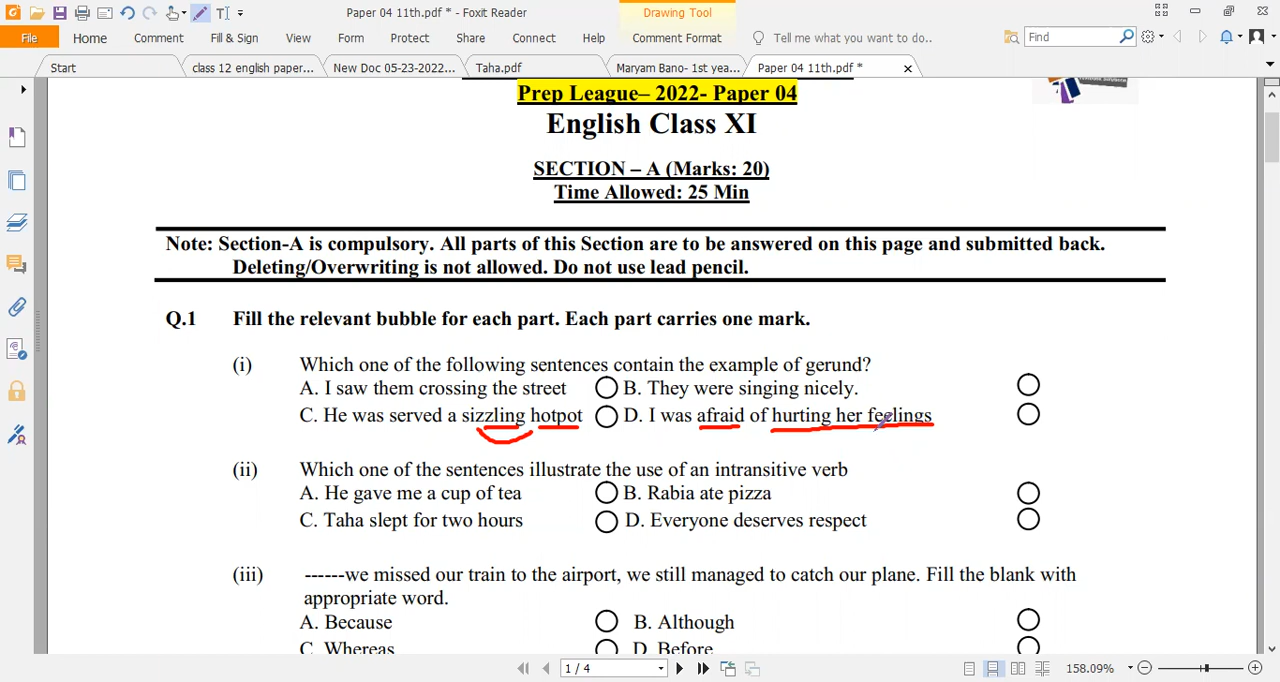 Paper 04 11th.pdf * - Foxit Reader
Drawing Tool
File Home Comment Fill & Sign View Form Protect Share Connect Help Comment Format Tell me what you want to do.. Find
Start class 12 english paper... New Doc 05-23-2022... Taha.pdf Maryam Bano- 1st yea... Paper 04 11th.pdf *
Prep League– 2022- Paper 04
English Class XI
SECTION – A (Marks: 20)
Time Allowed: 25 Min
Note: Section-A is compulsory. All parts of this Section are to be answered on this page and submitted back.
Deleting/Overwriting is not allowed. Do not use lead pencil.
Q.1 Fill the relevant bubble for each part. Each part carries one mark.
(i) Which one of the following sentences contain the example of gerund?
A. I saw them crossing the street B. They were singing nicely.
C. He was served a sizzling hotpot D. I was afraid of hurting her feelings
(ii) Which one of the sentences illustrate the use of an intransitive verb
A. He gave me a cup of tea B. Rabia ate pizza
C. Taha slept for two hours D. Everyone deserves respect
(iii) ------we missed our train to the airport, we still managed to catch our plane. Fill the blank with
appropriate word.
A. Because B. Although
C. Whereas D. Before
1 / 4 158.09%